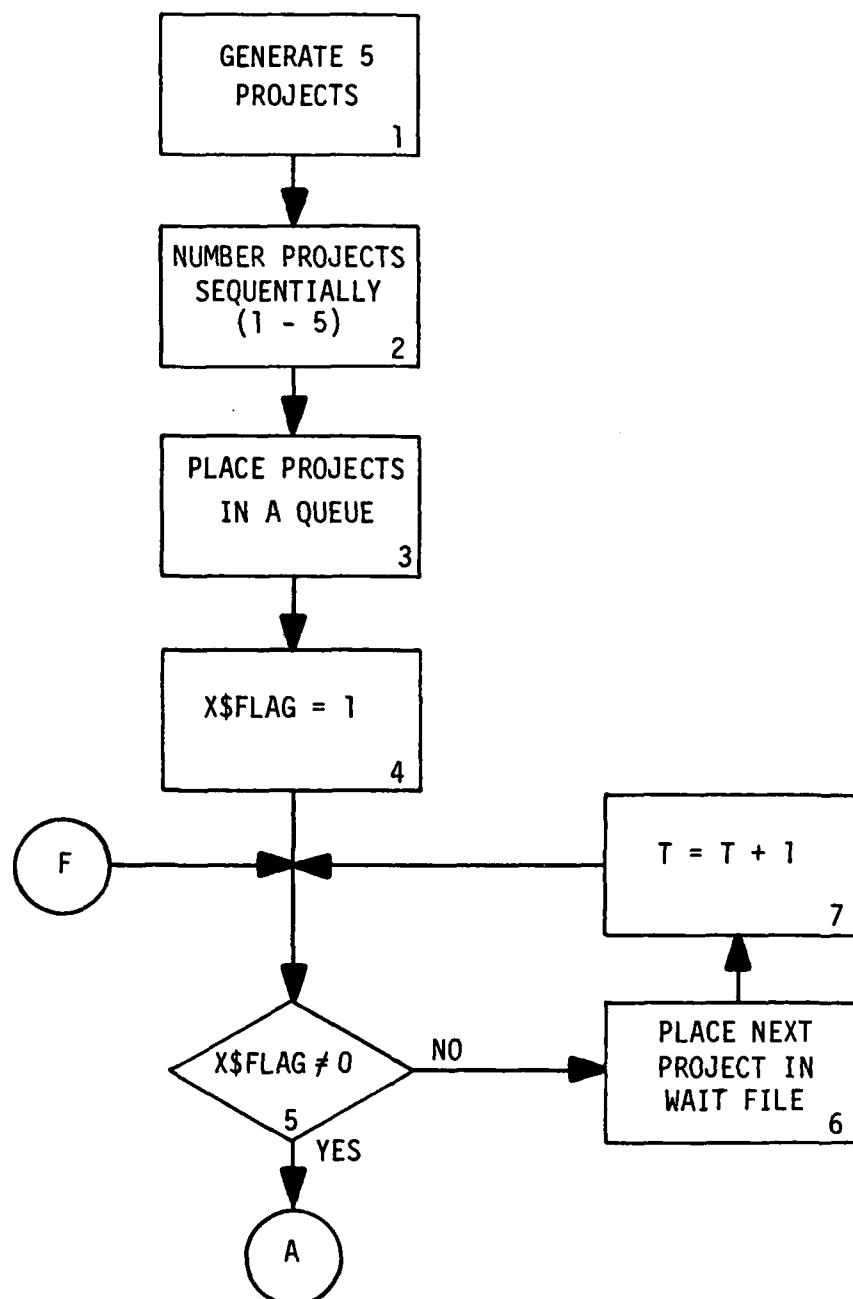 GENERATE 5
PROJECTS
1
NUMBER PROJECTS
SEQUENTIALLY
(1 - 5)
2
PLACE PROJECTS
IN A QUEUE
3
X$FLAG = 1
4
F
T = T + 1
7
X$FLAG ≠ 0
5
NO
YES
PLACE NEXT
PROJECT IN
WAIT FILE
6
A